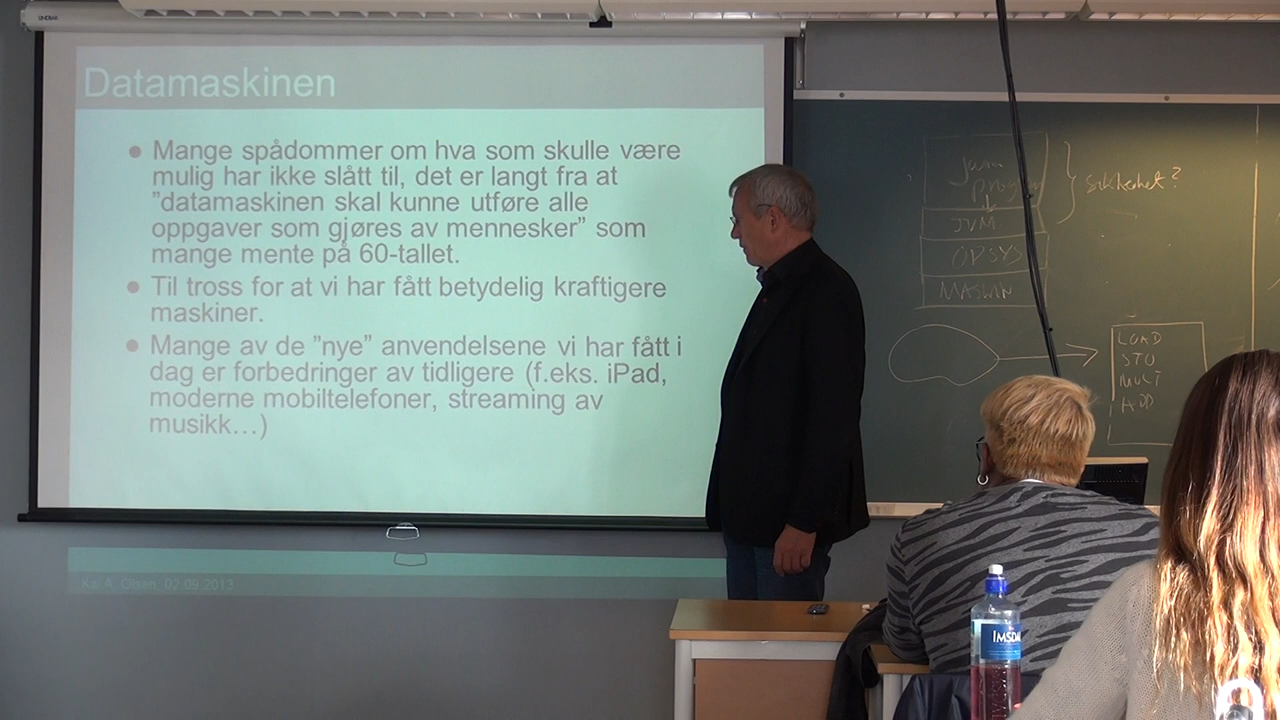 Datamaskinen
● Mange spådommer om hva som skulle være
mulig har ikke slått til, det er langt fra at
”datamaskinen skal kunne utføre alle
oppgaver som gjøres av mennesker” som
mange mente på 60-tallet.
● Til tross for at vi har fått betydelig kraftigere
maskiner.
● Mange av de ”nye” anvendelsene vi har fått i
dag er forbedringer av tidligere (f.eks. iPad,
moderne mobiltelefoner, streaming av
musikk…)
Kai A. Olsen, 02.09.2013
Java
JVM
OPSYS
MASKIN
Sikkerhet?
LOAD
STO
MULT
ADD